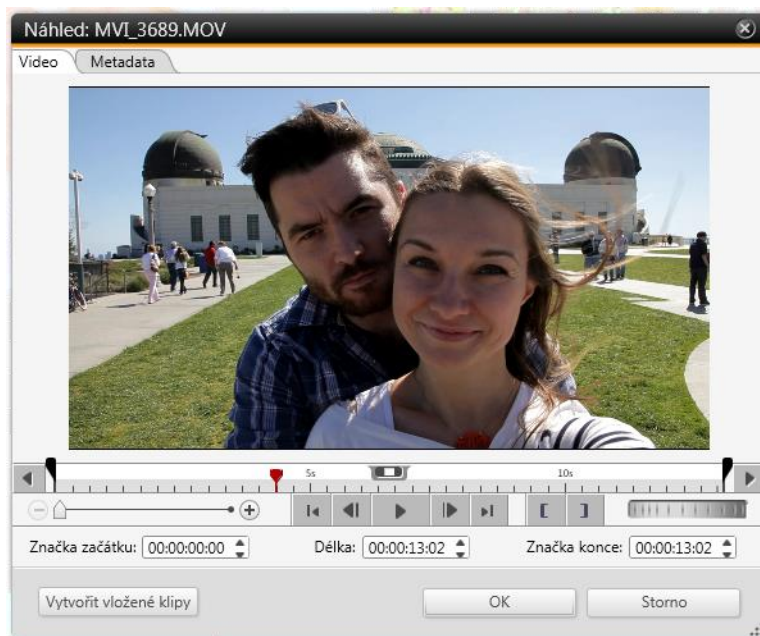 Náhled: MVI_3689.MOV
Video Metadata
5s 10s
Značka začátku: 00:00:00:00 Délka: 00:00:13:02 Značka konce: 00:00:13:02
Vytvořit vložené klipy OK Storno